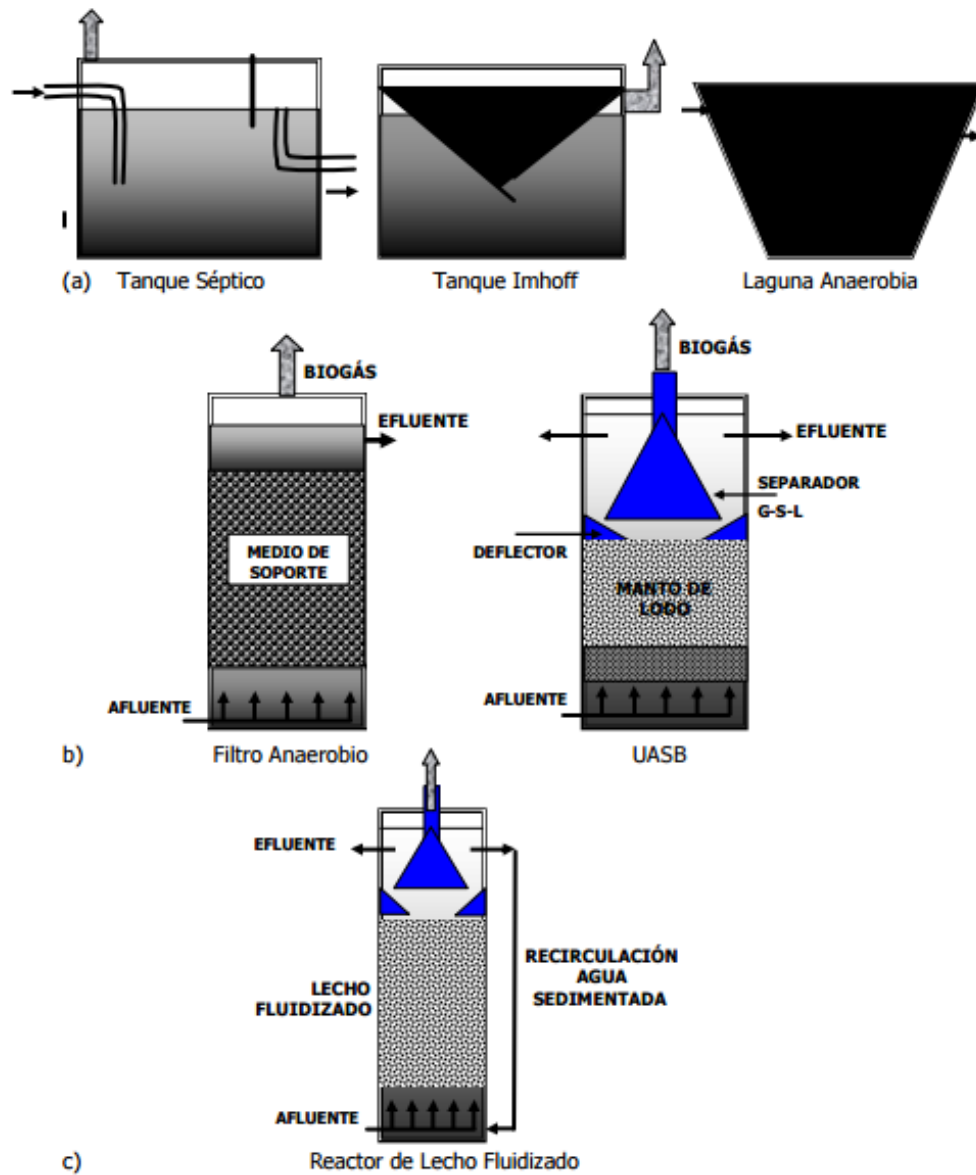 (a) Tanque Séptico
Tanque Imhoff
Laguna Anaerobia
BIOGÁS
EFLUENTE
MEDIO DE
SOPORTE
AFLUENTE
b) Filtro Anaerobio
BIOGÁS
EFLUENTE
SEPARADOR
G-S-L
DEFLECTOR
MANTO DE
LODO
AFLUENTE
UASB
EFLUENTE
RECIRCULACIÓN
AGUA
SEDIMENTADA
LECHO
FLUIDIZADO
AFLUENTE
c) Reactor de Lecho Fluidizado